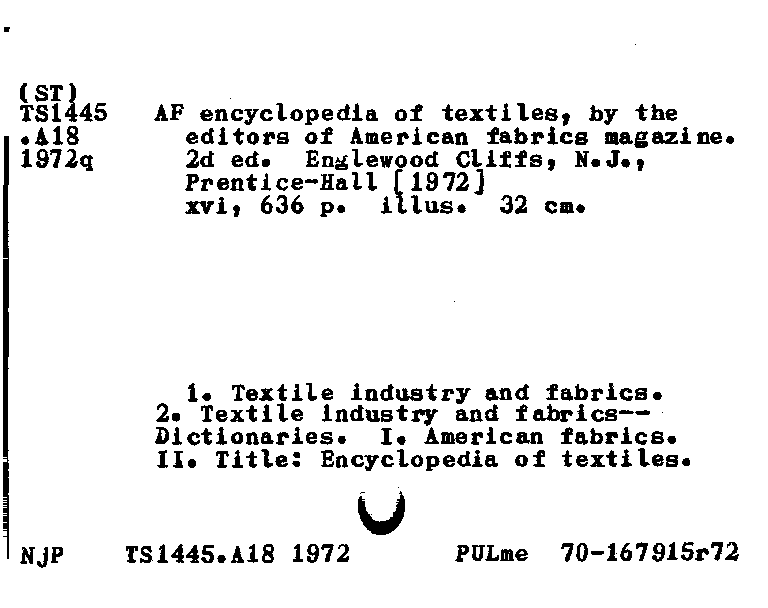 (ST)
TS1445 AF encyclopedia of textiles, by the
.A18 editors of American fabrics magazine.
1972q 2d ed. Englewood Cliffs, N.J.,
Prentice-Hall [1972]
xvi, 636 p. illus. 32 cm.
1. Textile industry and fabrics.
2. Textile industry and fabrics--
Dictionaries. I. American fabrics.
II. Title: Encyclopedia of textiles.
NjP TS1445.A18 1972 PULme 70-167915r72